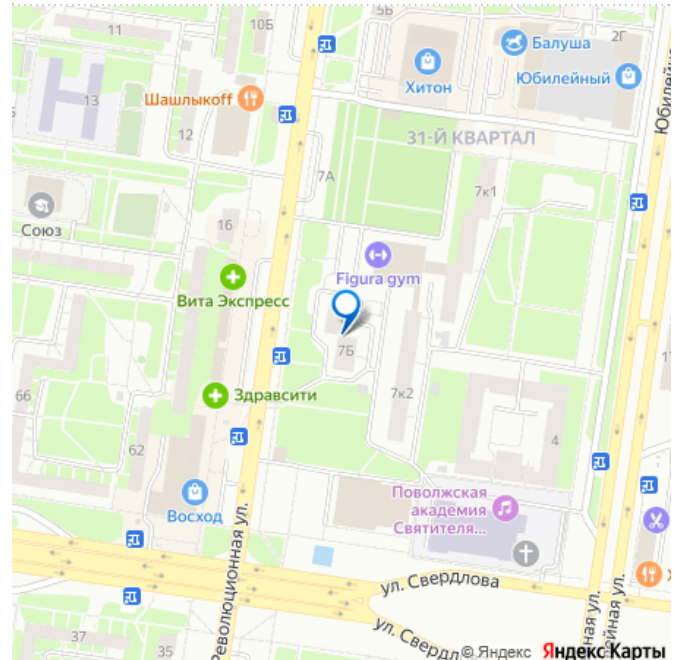 11
10Б
5Б
Балуша
2Г
Хитон
Юбилейный
13
Шашлыкoff
12
31-Й КВАРТАЛ
7А
7к1
Союз
16
Figura gym
Вита Экспресс
7Б
66
Здравсити
7к2
62
4
Поволжская
академия
Святителя...
Восход
Революционная ул.
ул. Свердлова
37
35
© Яндекс Яндекс Карты